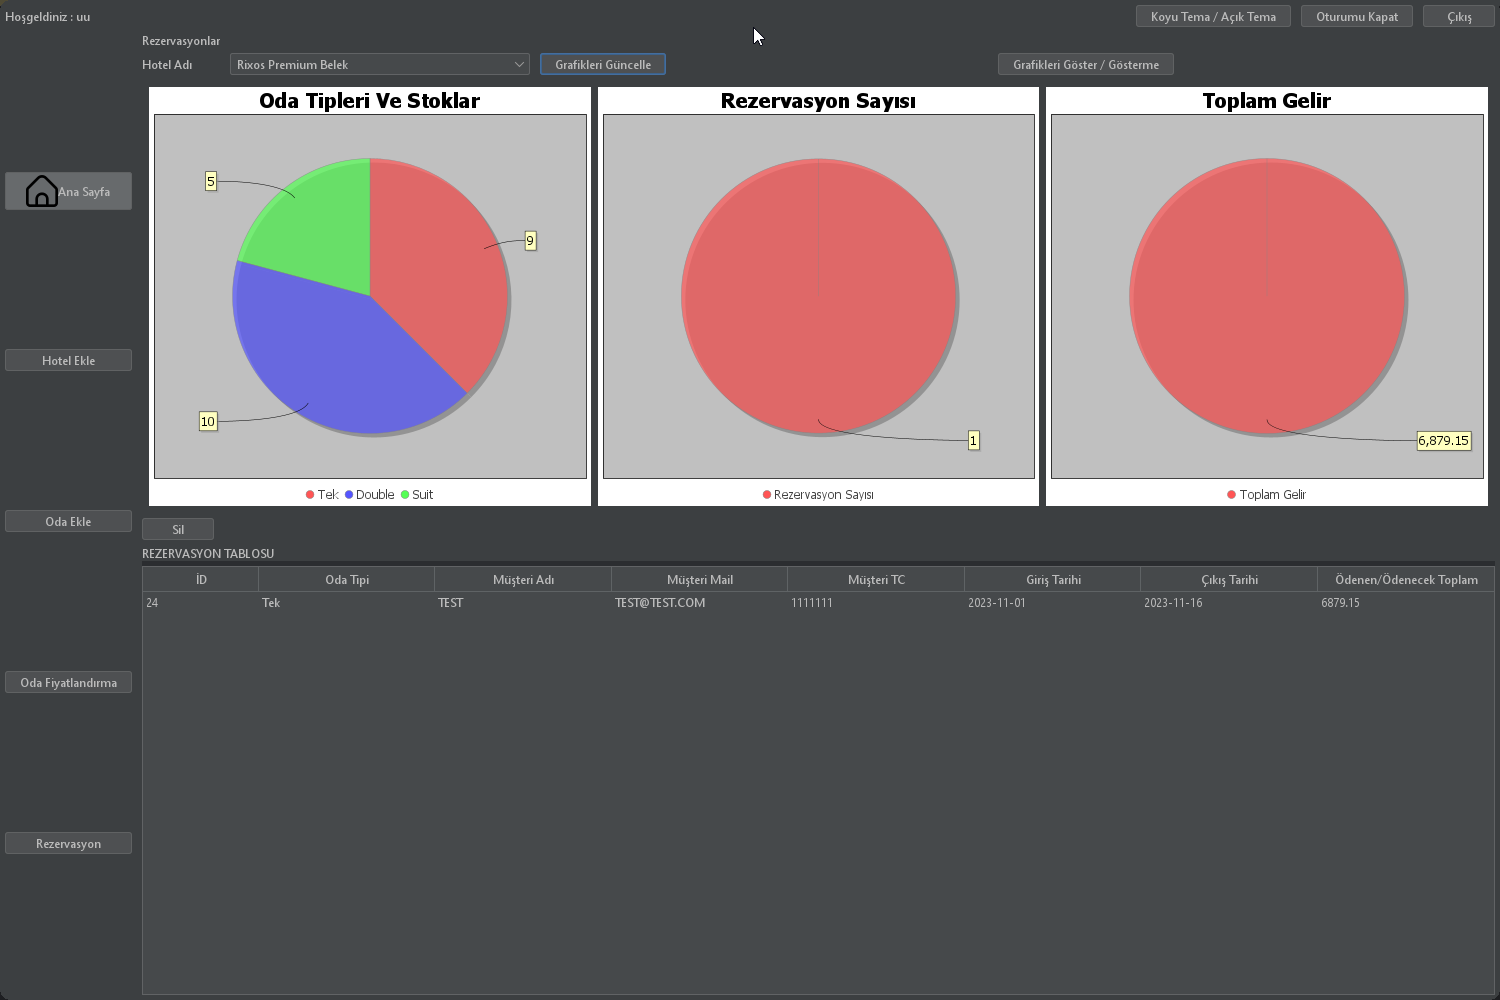 Hoşgeldiniz : uu
Koyu Tema / Açık Tema
Oturumu Kapat
Çıkış
Rezervasyonlar
Hotel Adı
Rixos Premium Belek
Grafikleri Güncelle
Grafikleri Göster / Gösterme
Ana Sayfa
Hotel Ekle
Oda Ekle
Oda Fiyatlandırma
Rezervasyon
Oda Tipleri Ve Stoklar
5
9
10
Tek Double Suit
Rezervasyon Sayısı
1
Rezervasyon Sayısı
Toplam Gelir
6,879.15
Toplam Gelir
Sil
REZERVASYON TABLOSU
İD Oda Tipi Müşteri Adı Müşteri Mail Müşteri TC Giriş Tarihi Çıkış Tarihi Ödenen/Ödenecek Toplam
24 Tek TEST TEST@TEST.COM 1111111 2023-11-01 2023-11-16 6879.15